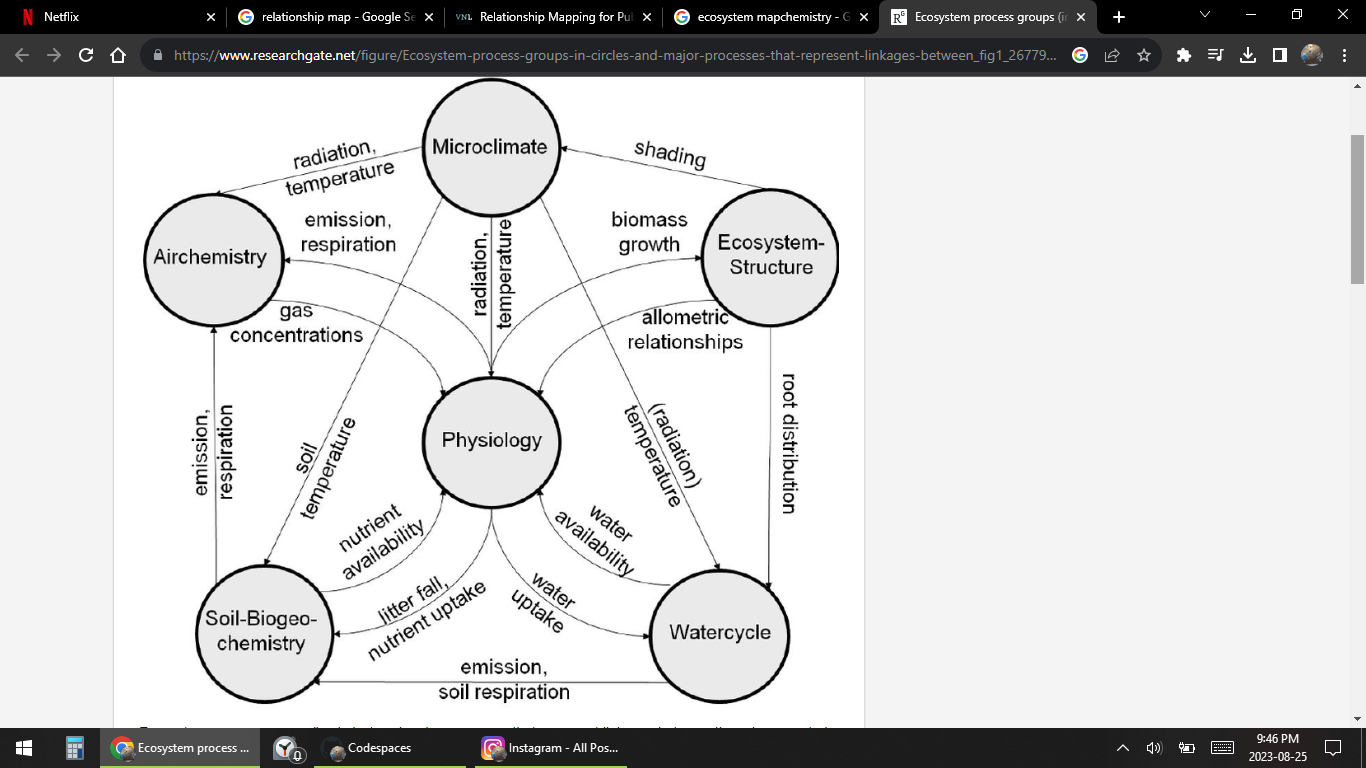 Netflix
relationship map - Google Se
VNL
Relationship Mapping for Pul
ecosystem mapchemistry - G
Ecosystem process groups (i
https://www.researchgate.net/figure/Ecosystem-process-groups-in-circles-and-major-processes-that-represent-linkages-between_fig1_26779...
Microclimate
radiation,
temperature
shading
Airchemistry
emission,
respiration
radiation,
temperature
biomass
growth
Ecosystem-
Structure
gas
concentrations
allometric
relationships
emission,
respiration
soil
temperature
Physiology
(radiation)
temperature
root distribution
nutrient
availability
water
availability
litter fall,
nutrient uptake
water
uptake
Soil-Biogeo-
chemistry
Watercycle
emission,
soil respiration
Ecosystem process ...
Codespaces
Instagram - All Pos...
9:46 PM
2023-08-25